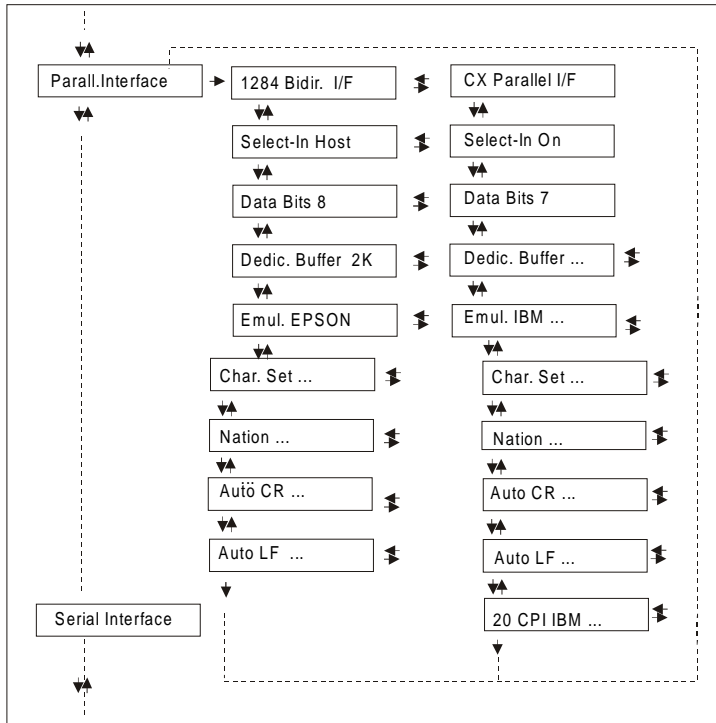 Parall.Interface
1284 Bidir. I/F
CX Parallel I/F
Select-In Host
Select-In On
Data Bits 8
Data Bits 7
Dedic. Buffer 2K
Dedic. Buffer ...
Emul. EPSON
Emul. IBM ...
Char. Set ...
Char. Set ...
Nation ...
Nation ...
Autö CR ...
Auto CR ...
Auto LF ...
Auto LF ...
Serial Interface
20 CPI IBM ...